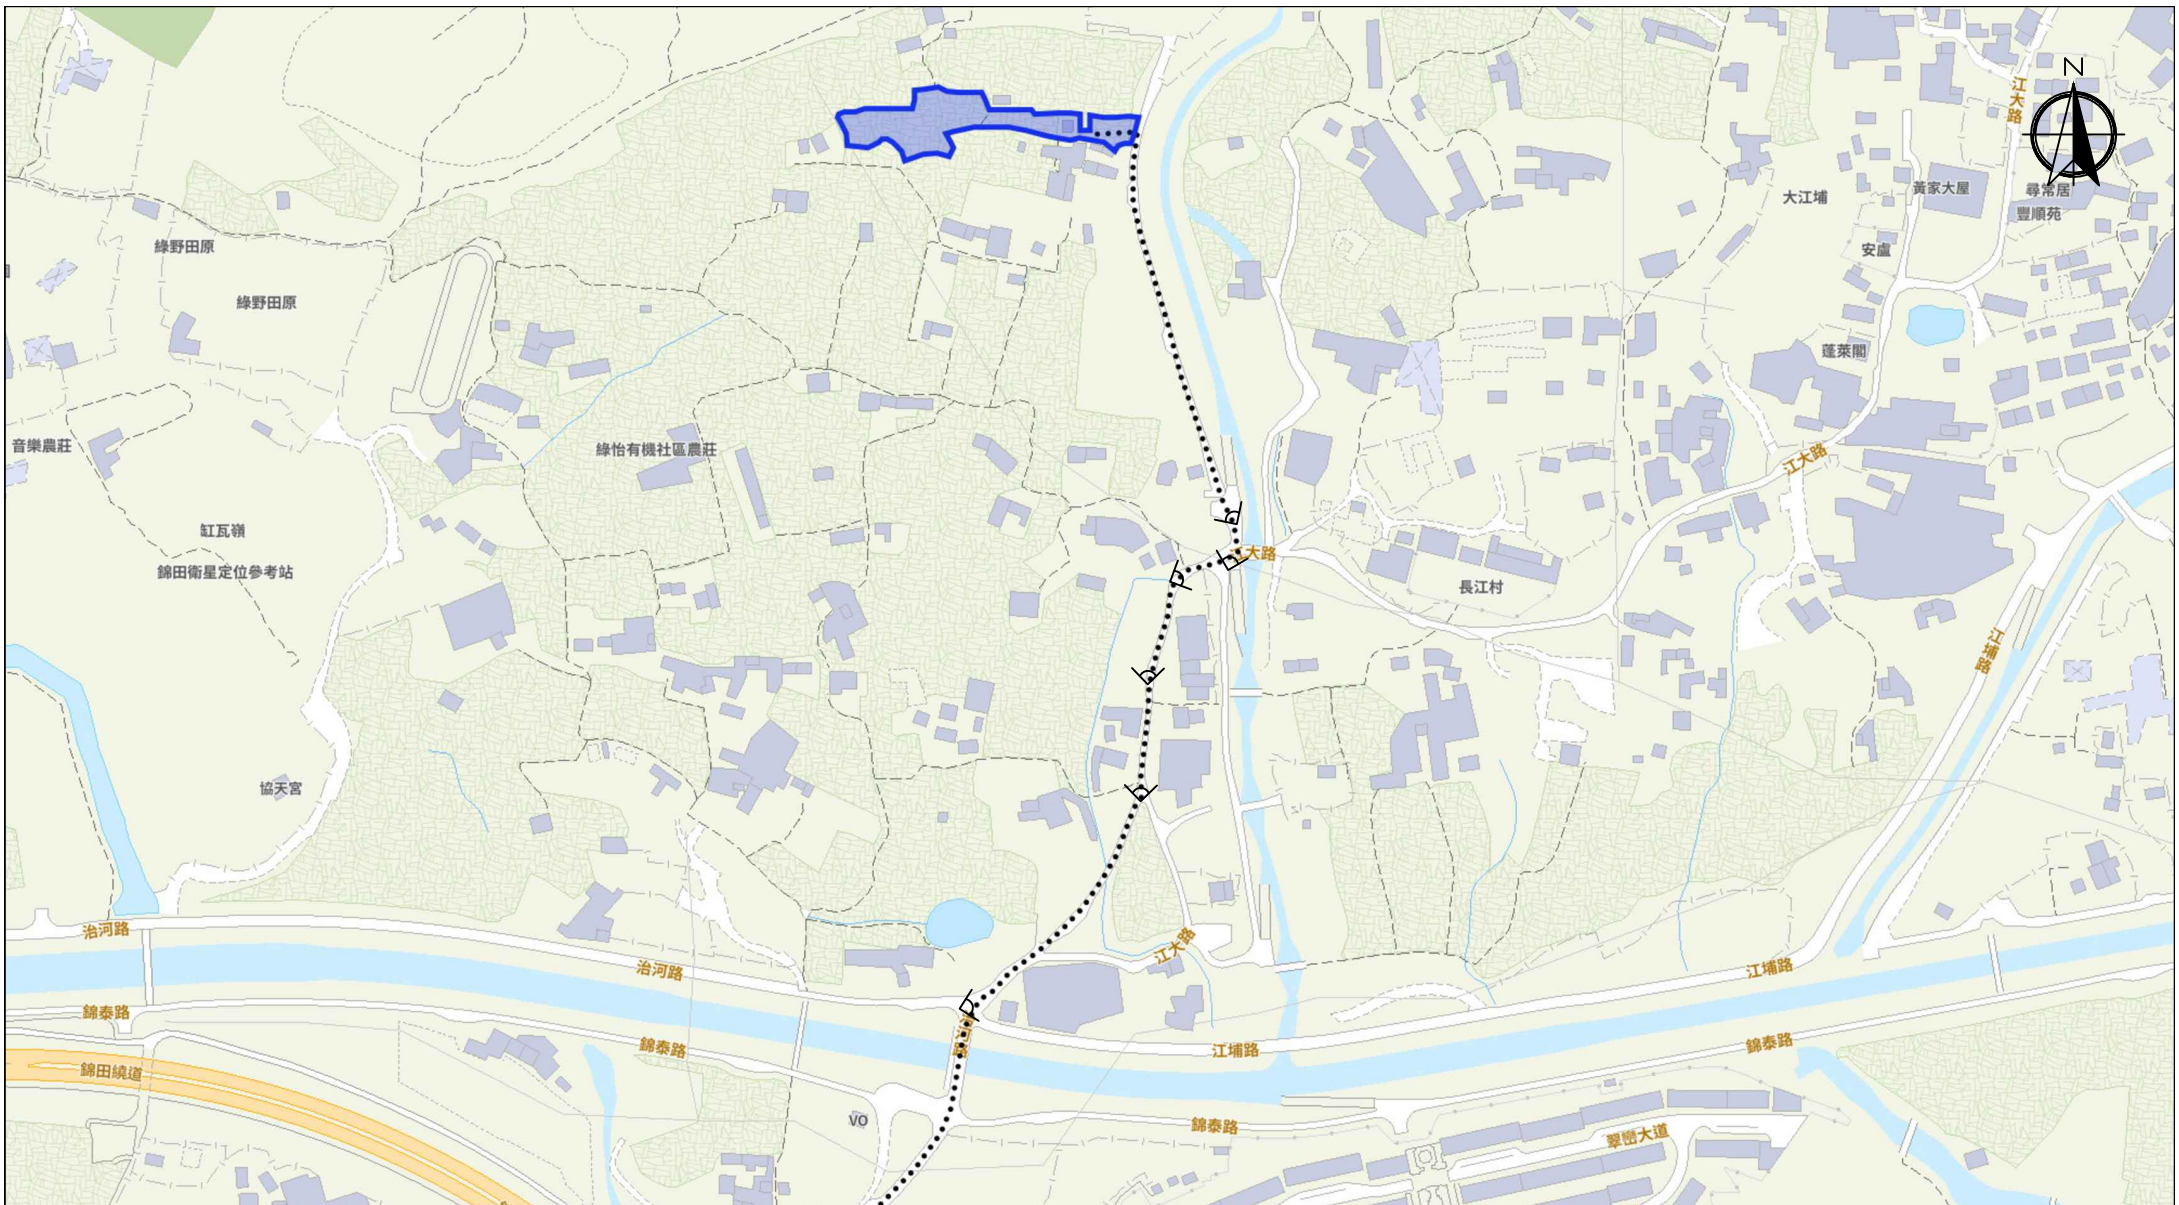 N
江大路
大江埔
黃家大屋
尋常居
豐順苑
綠野田原
安盧
綠野田原
蓬萊閣
音樂農莊
綠怡有機社區農莊
江大路
缸瓦嶺
江大路
錦田衛星定位參考站
長江村
江埔路
協天宮
治河路
江大路
治河路
江埔路
錦泰路
錦泰路
江埔路
錦泰路
錦田繞道
VO
錦泰路
翠巒大道